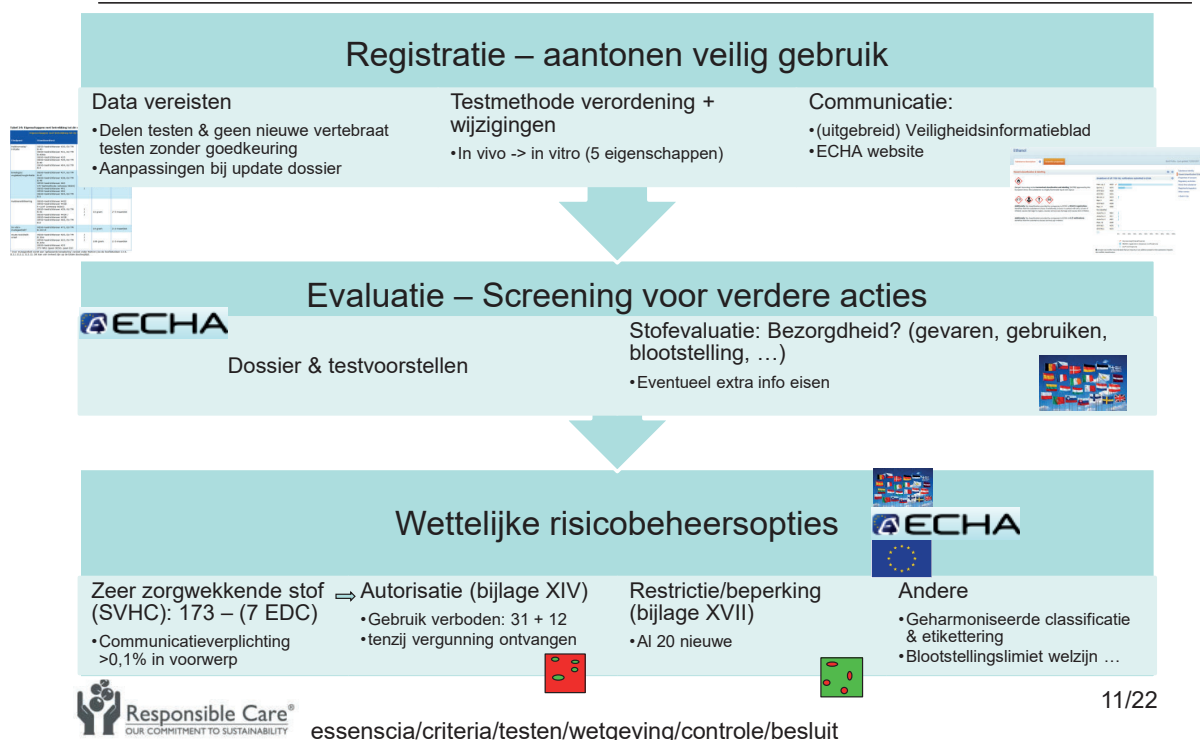 Registratie – aantonen veilig gebruik
Data vereisten
•Delen testen & geen nieuwe vertebraat
testen zonder goedkeuring
•Aanpassingen bij update dossier
Testmethode verordening +
wijzigingen
•In vivo -> in vitro (5 eigenschappen)
Communicatie:
•(uitgebreid) Veiligheidsinformatieblad
•ECHA website
Ethanol
Evaluatie – Screening voor verdere acties
ECHA
Dossier & testvoorstellen
Stofevaluatie: Bezorgdheid? (gevaren, gebruiken,
blootstelling, …)
•Eventueel extra info eisen
Wettelijke risicobeheersopties
ECHA
Zeer zorgwekkende stof
(SVHC): 173 – (7 EDC)
•Communicatieverplichting
>0,1% in voorwerp
⇨ Autorisatie (bijlage XIV)
•Gebruik verboden: 31 + 12
•tenzij vergunning ontvangen
Restrictie/beperking
(bijlage XVII)
•Al 20 nieuwe
Andere
•Geharmoniseerde classificatie
& etikettering
•Blootstellingslimiet welzijn …
11/22
Responsible Care®
OUR COMMITMENT TO SUSTAINABILITY
essenscia/criteria/testen/wetgeving/controle/besluit